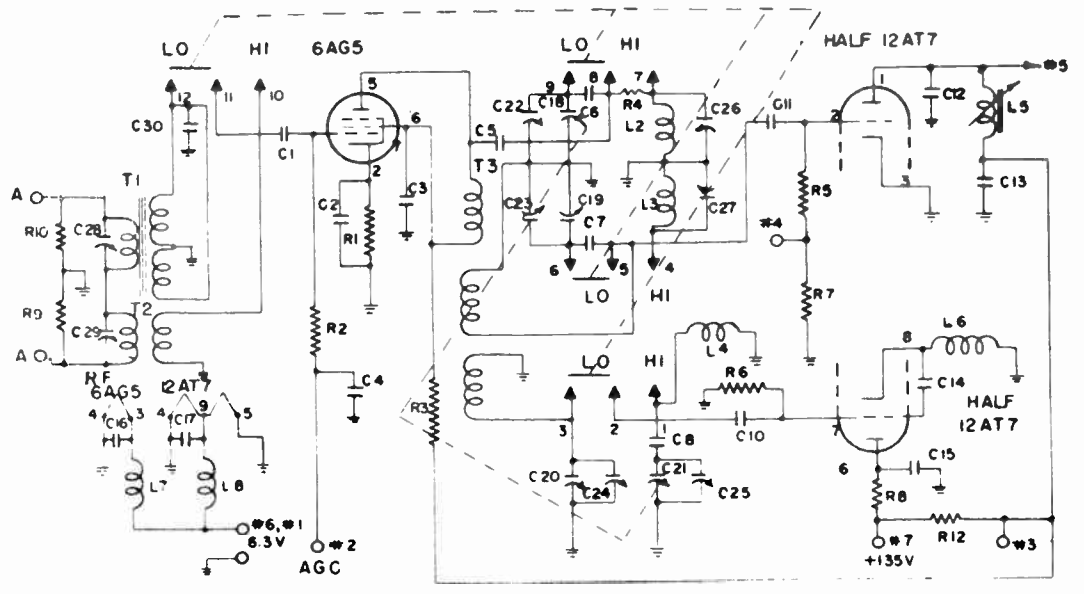 LO HI 6AG5 LO HI HALF 12AT7
12 11 10 5 9 8 7 1 #5
C30 C22 C18 C6 R4 C26 C12 L5
C1 6 C5 L2 C11 2
T3
2 C3 3 C13
T1 C2 C23 C19 L3 C27 R5
A C28 R1 C7 #4
R10 6 5 4
R9 T2 LO HI R7
C29 R2 L4 8 L6
A LO HI R6
RF C4 C14
6AG5 12AT7 R3 HALF
4 3 4 9 5 12AT7
C16 C17 3 2 1 C10 7
C8 6 C15
L7 L8 C20 C24 C21 C25 R8
#6, #1
6.3V #2 #7 R12 #3
AGC +135V